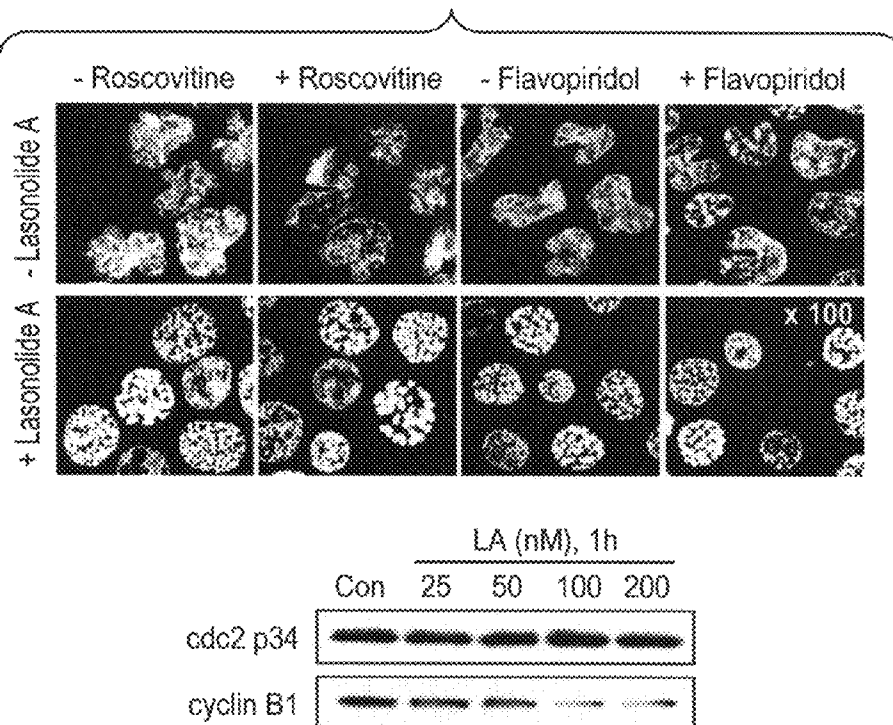 - Roscovitine + Roscovitine - Flavopiridol + Flavopiridol
- Lasonolide A
+ Lasonolide A
x 100
LA (nM), 1h
Con 25 50 100 200
cdc2 p34
cyclin B1